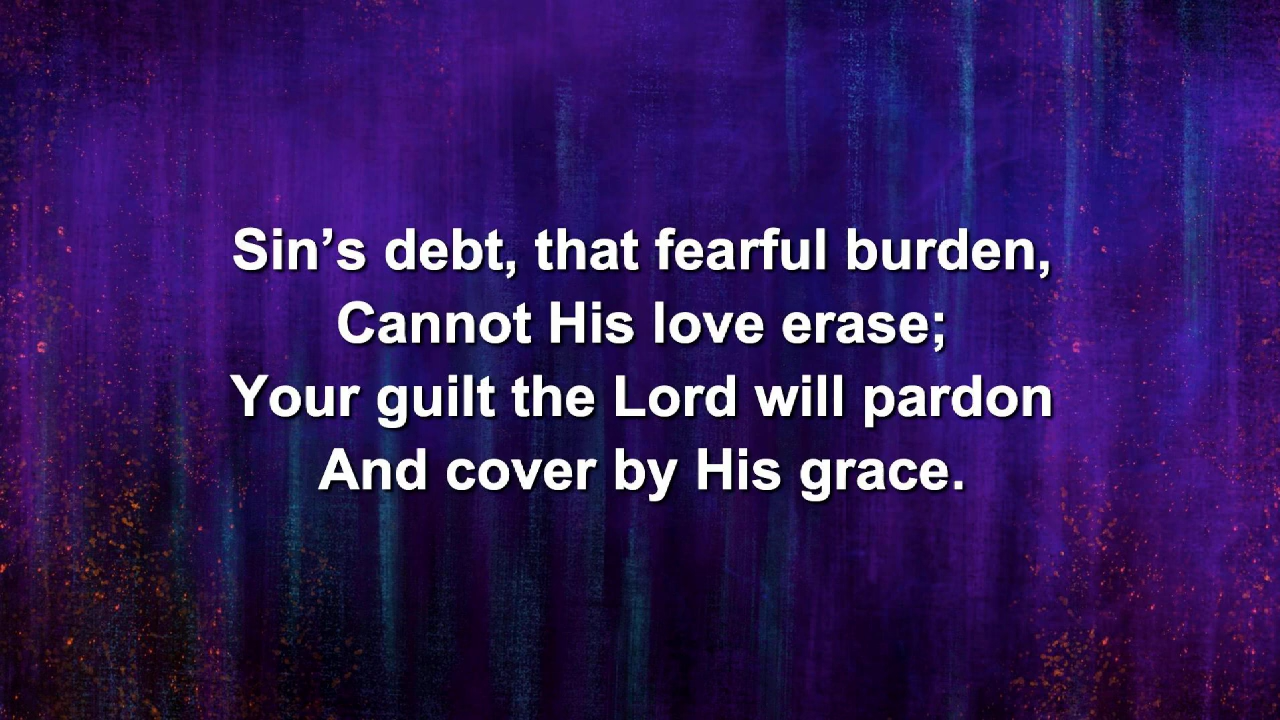 Sin’s debt, that fearful burden,
Cannot His love erase;
Your guilt the Lord will pardon
And cover by His grace.